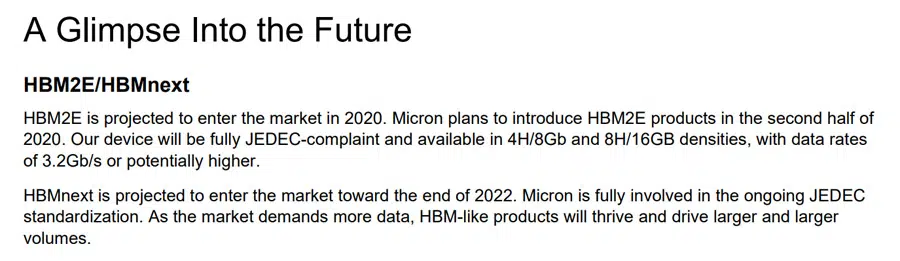 A Glimpse Into the Future
HBM2E/HBMnext
HBM2E is projected to enter the market in 2020. Micron plans to introduce HBM2E products in the second half of
2020. Our device will be fully JEDEC-complaint and available in 4H/8Gb and 8H/16GB densities, with data rates
of 3.2Gb/s or potentially higher.
HBMnext is projected to enter the market toward the end of 2022. Micron is fully involved in the ongoing JEDEC
standardization. As the market demands more data, HBM-like products will thrive and drive larger and larger
volumes.